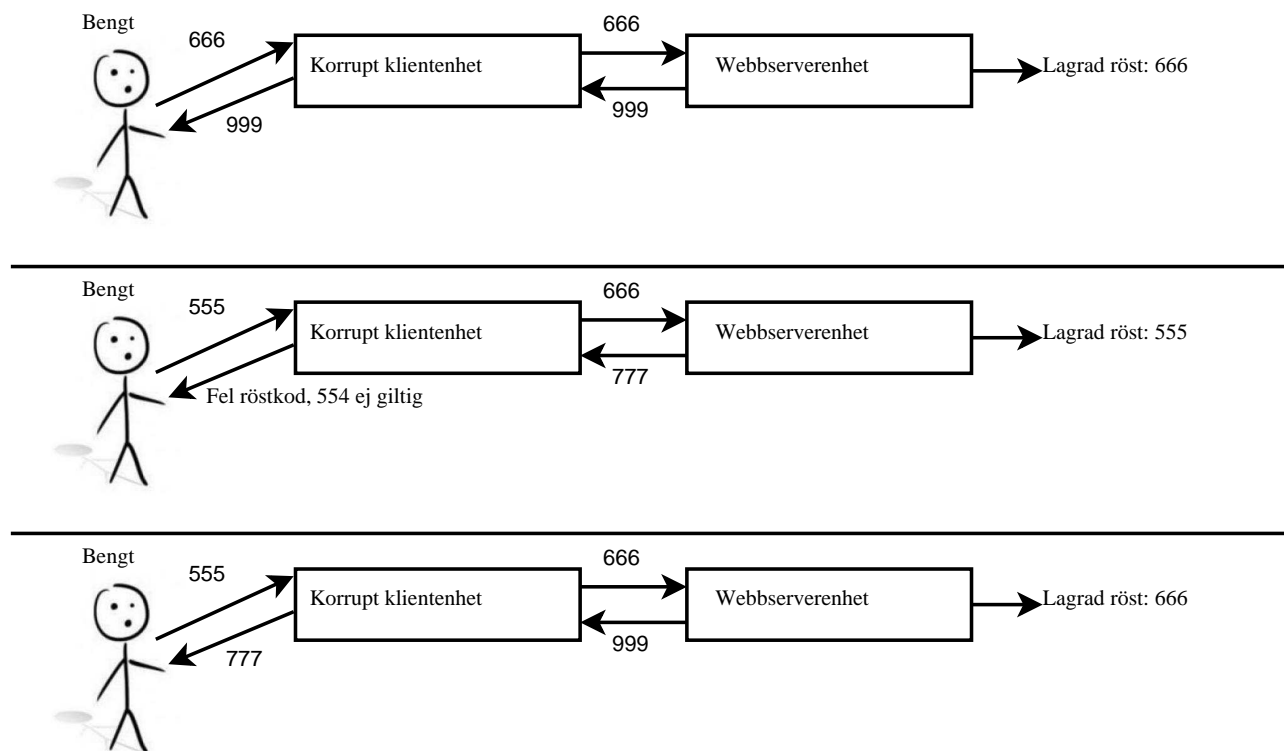 Bengt
666
666
Korrupt klientenhet
Webbserverenhet
Lagrad röst: 666
999
999
Bengt
555
666
Korrupt klientenhet
Webbserverenhet
Lagrad röst: 555
777
Fel röstkod, 554 ej giltig
Bengt
555
666
Korrupt klientenhet
Webbserverenhet
Lagrad röst: 666
777
999